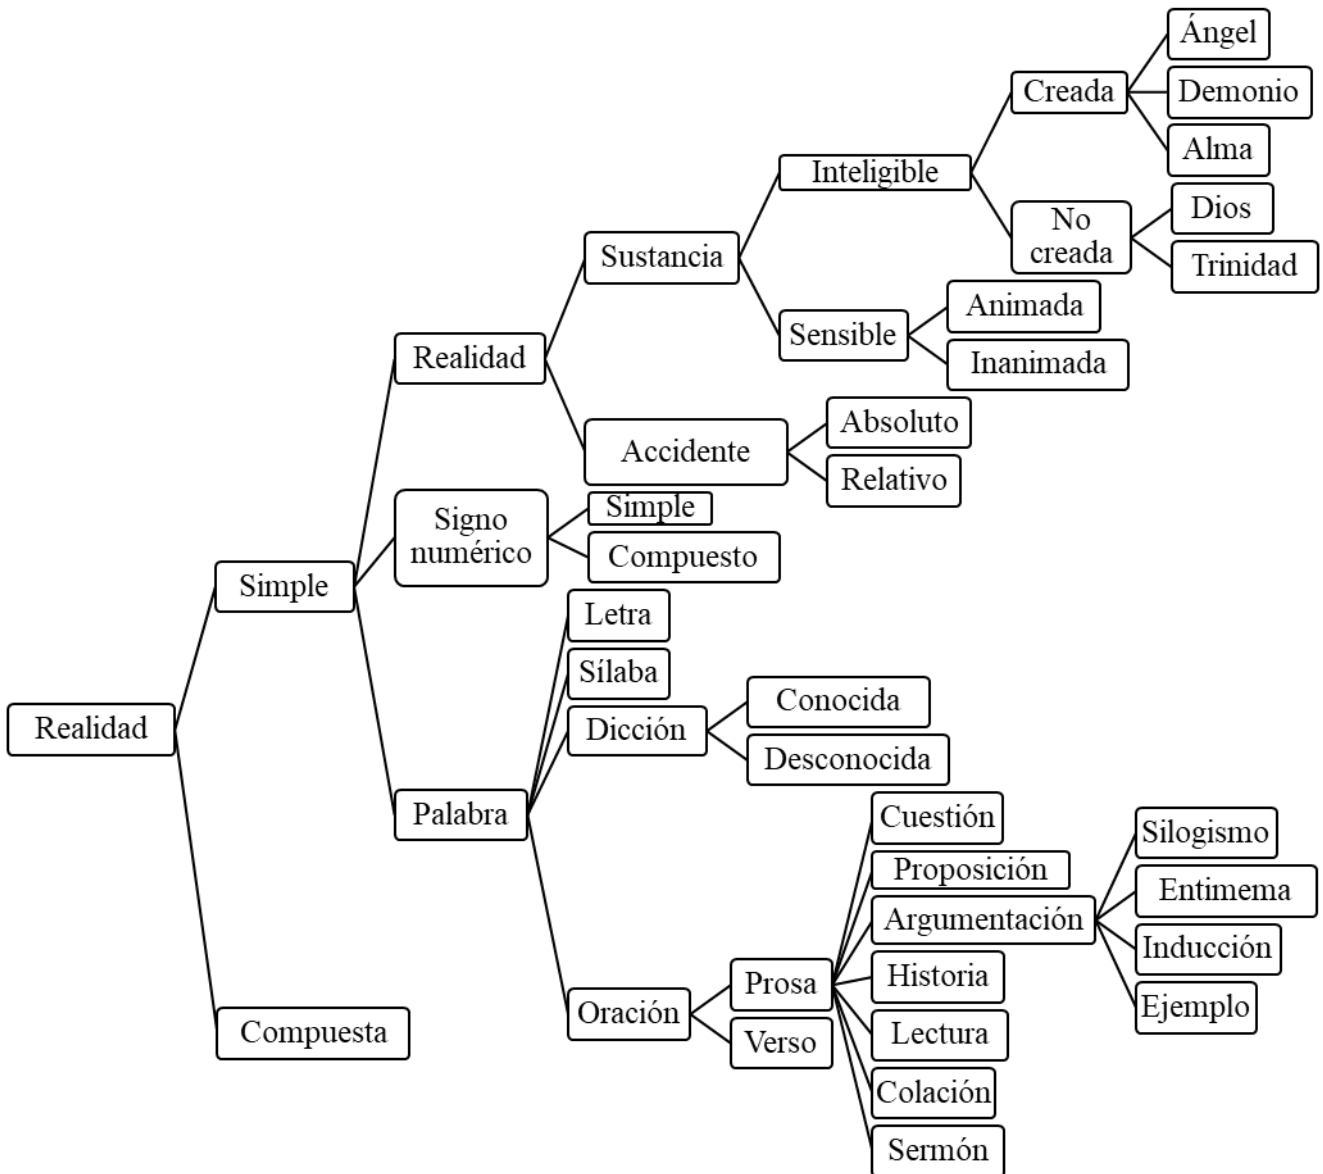 Ángel
Creada
Demonio
Alma
Inteligible
No
creada
Dios
Trinidad
Sustancia
Animada
Sensible
Inanimada
Realidad
Absoluto
Accidente
Relativo
Signo
numérico
Simple
Compuesto
Simple
Letra
Sílaba
Conocida
Dicción
Desconocida
Realidad
Palabra
Cuestión
Silogismo
Proposición
Entimema
Argumentación
Inducción
Historia
Prosa
Ejemplo
Oración
Lectura
Verso
Compuesta
Colación
Sermón